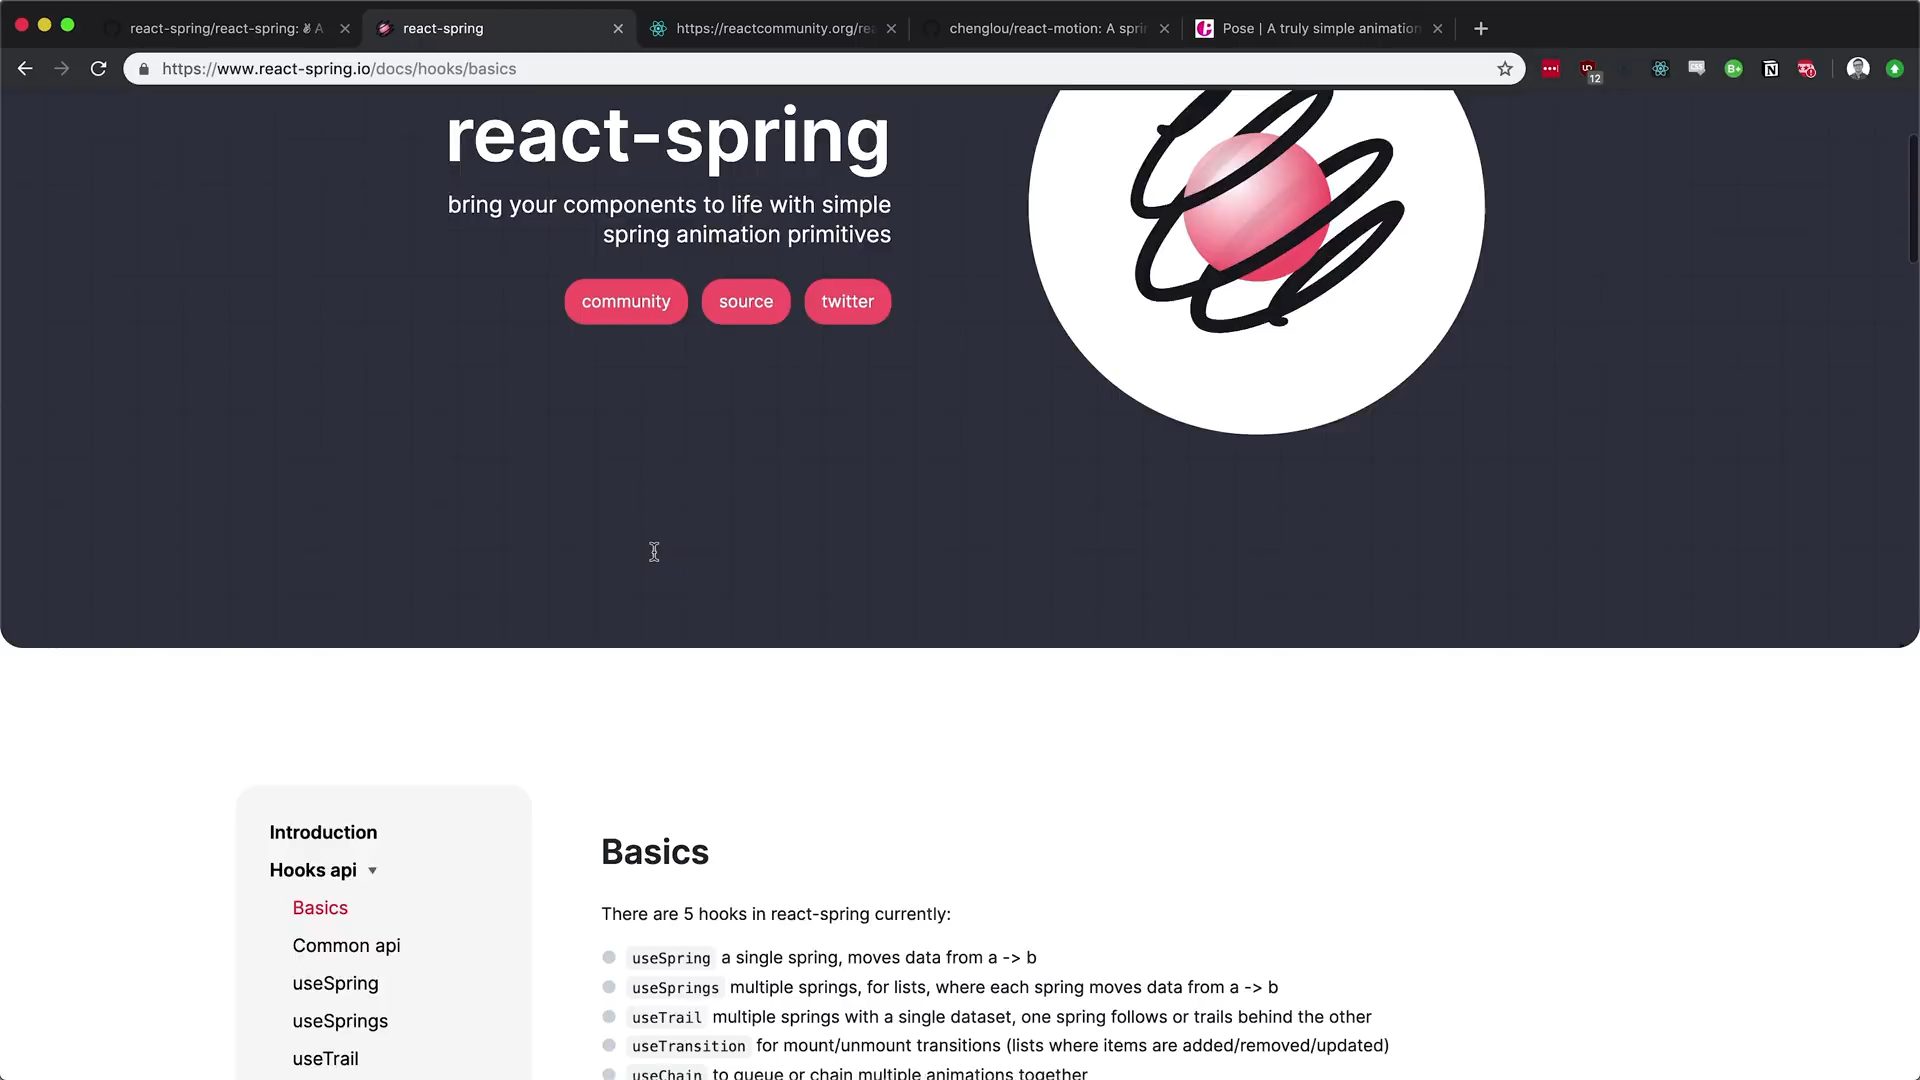 react-spring/react-spring: ✌ A
react-spring
https://reactcommunity.org/rea
chenglou/react-motion: A sprin
Pose | A truly simple animation
https://www.react-spring.io/docs/hooks/basics
12
react-spring
bring your components to life with simple
spring animation primitives
community
source
twitter
Introduction
Hooks api
Basics
Common api
useSpring
useSprings
useTrail
Basics
There are 5 hooks in react-spring currently:
useSpring a single spring, moves data from a -> b
useSprings multiple springs, for lists, where each spring moves data from a -> b
useTrail multiple springs with a single dataset, one spring follows or trails behind the other
useTransition for mount/unmount transitions (lists where items are added/removed/updated)
useChain to queue or chain multiple animations together